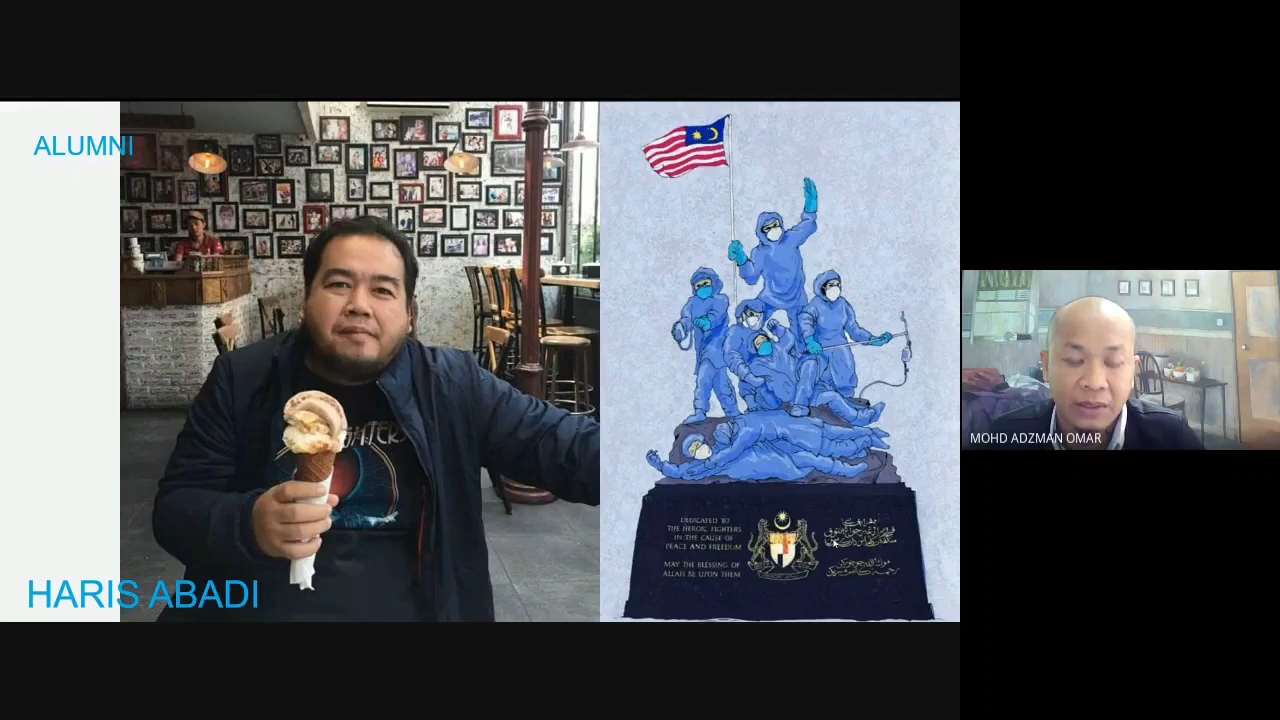 ALUMNI
HARIS ABADI
DEDICATED TO
THE HEROIC FIGHTERS
IN THE CAUSE OF
PEACE AND FREEDOM
MAY THE BLESSING OF
ALLAH BE UPON THEM
MOHD ADZMAN OMAR